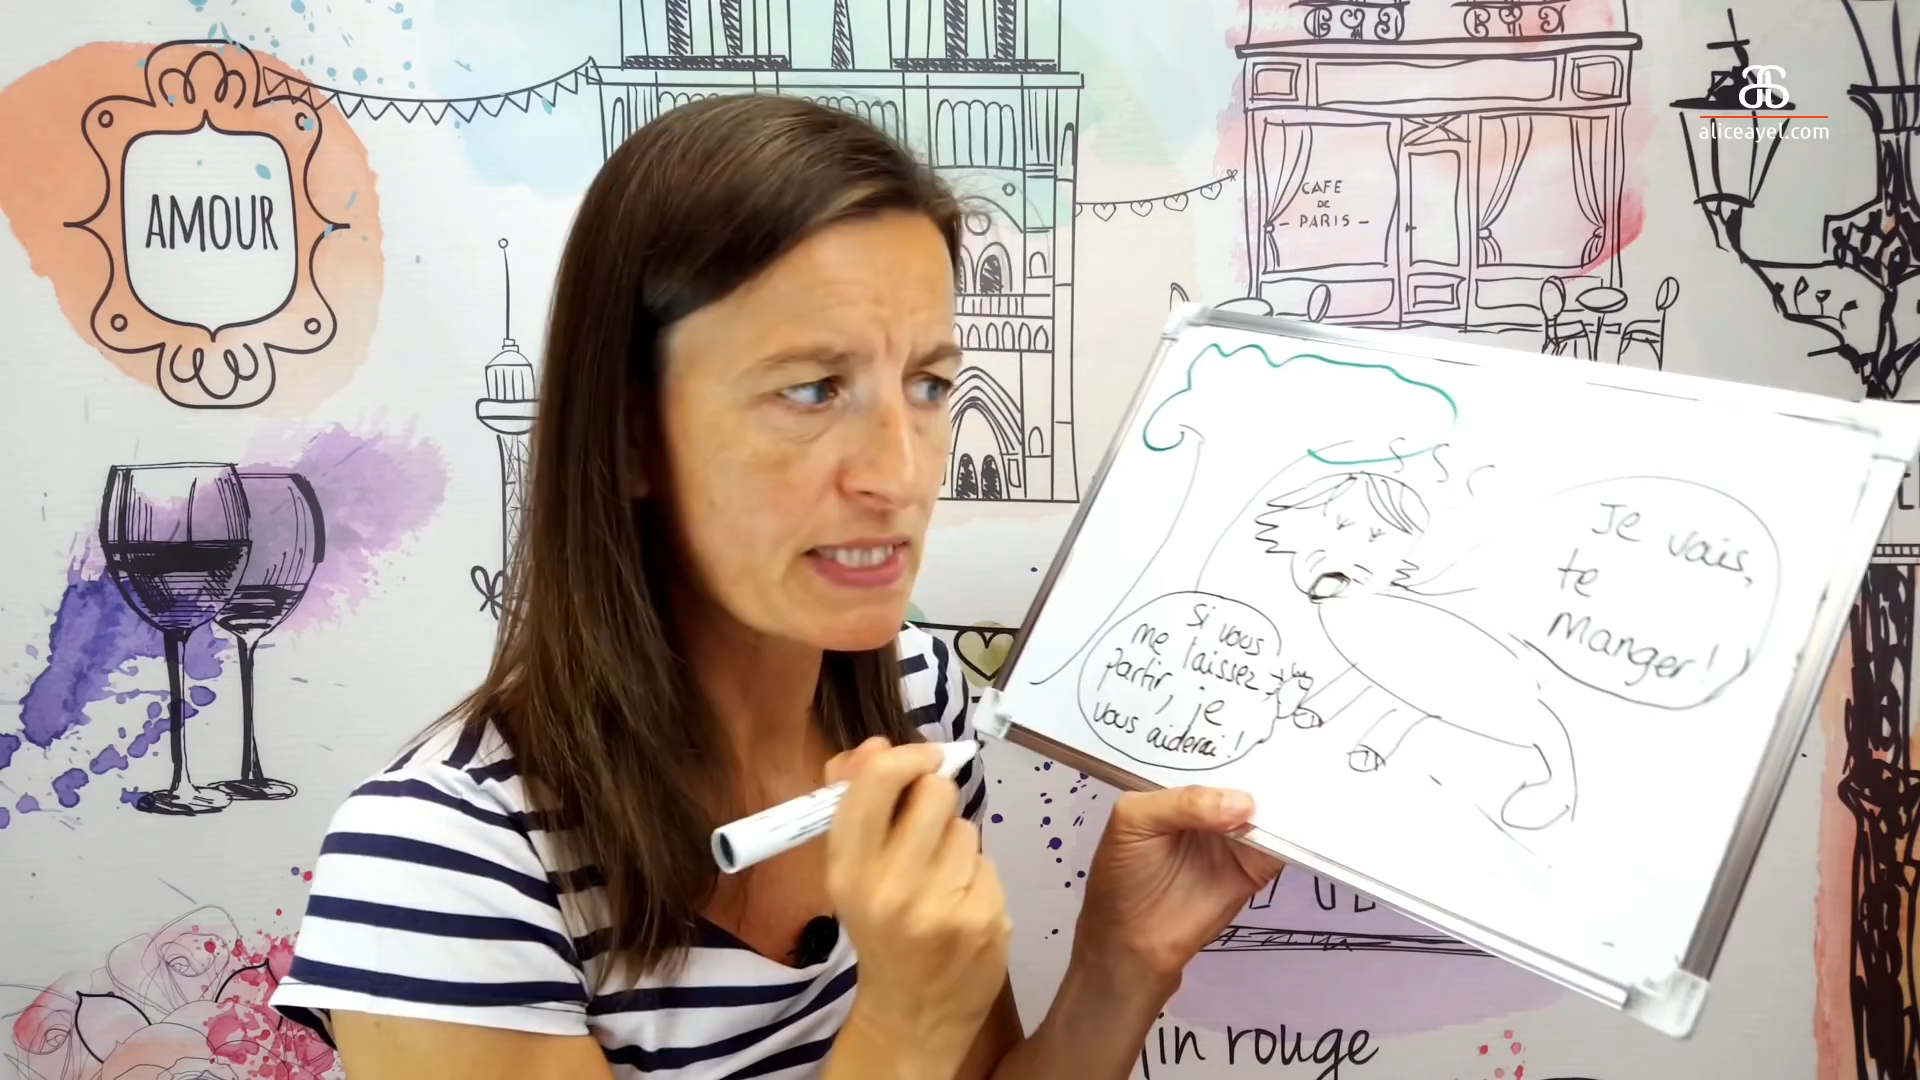 AMOUR
CAFE
DE
- PARIS -
aliceayel.com
Je vais
te
manger!
Si vous
me laissez
partir, je
vous aiderai!
in rouge